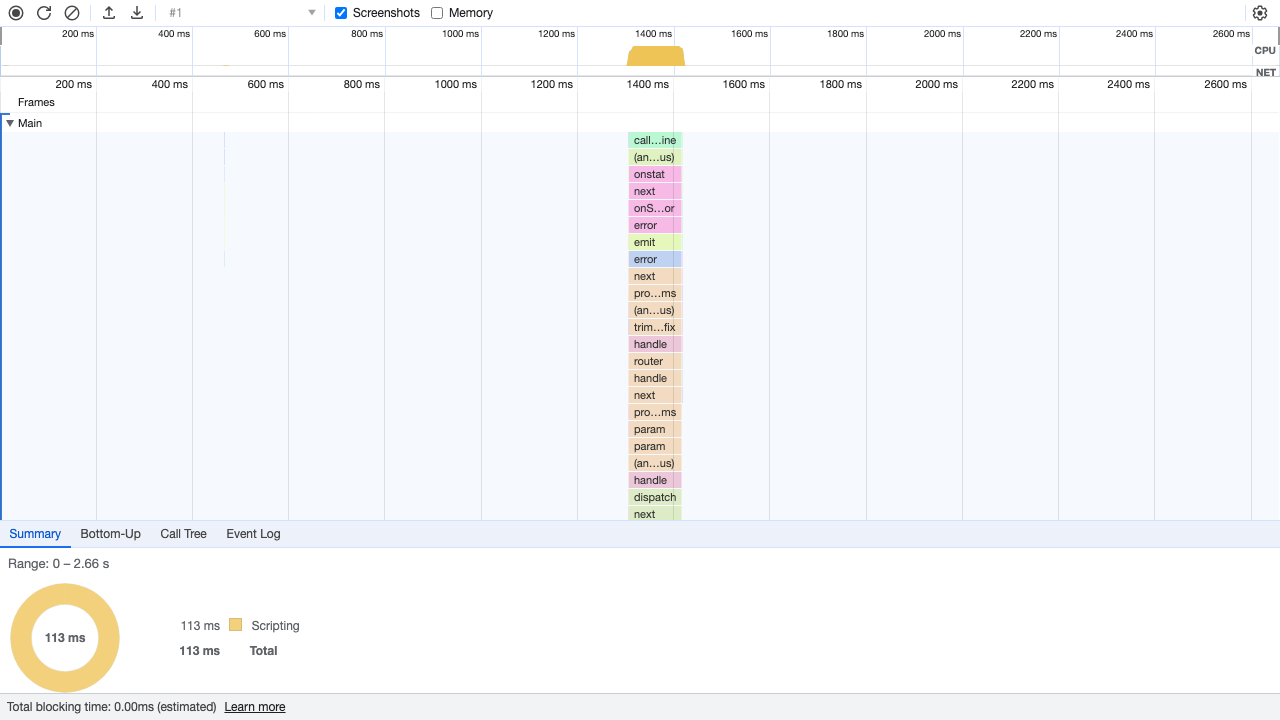 #1 Screenshots Memory
200 ms 400 ms 600 ms 800 ms 1000 ms 1200 ms 1400 ms 1600 ms 1800 ms 2000 ms 2200 ms 2400 ms 2600 ms
CPU
NET
200 ms 400 ms 600 ms 800 ms 1000 ms 1200 ms 1400 ms 1600 ms 1800 ms 2000 ms 2200 ms 2400 ms 2600 ms
Frames
Main
call…ine
(an…us)
onstat
next
onS…or
error
emit
error
next
pro…ms
(an…us)
trim…fix
handle
router
handle
next
pro…ms
param
param
(an…us)
handle
dispatch
next
Summary Bottom-Up Call Tree Event Log
Range: 0 – 2.66 s
113 ms
113 ms Scripting
113 ms Total
Total blocking time: 0.00ms (estimated) Learn more